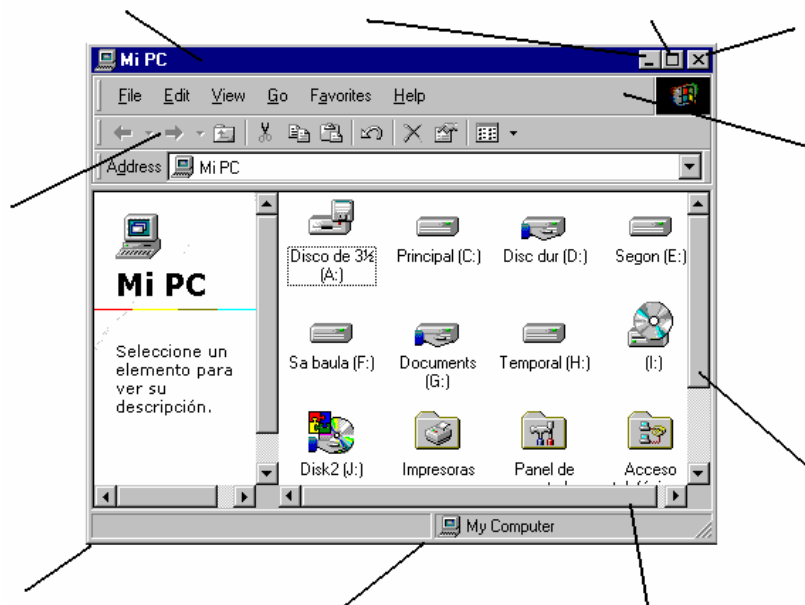 Mi PC
File Edit View Go Favorites Help
Address Mi PC
Mi PC
Seleccione un
elemento para
ver su
descripción.
Disco de 3½
(A:)
Principal (C:)
Disc dur (D:)
Segon (E:)
Sa baula (F:)
Documents
(G:)
Temporal (H:)
(I:)
Disk2 (J:)
Impresoras
Panel de
Acceso
My Computer